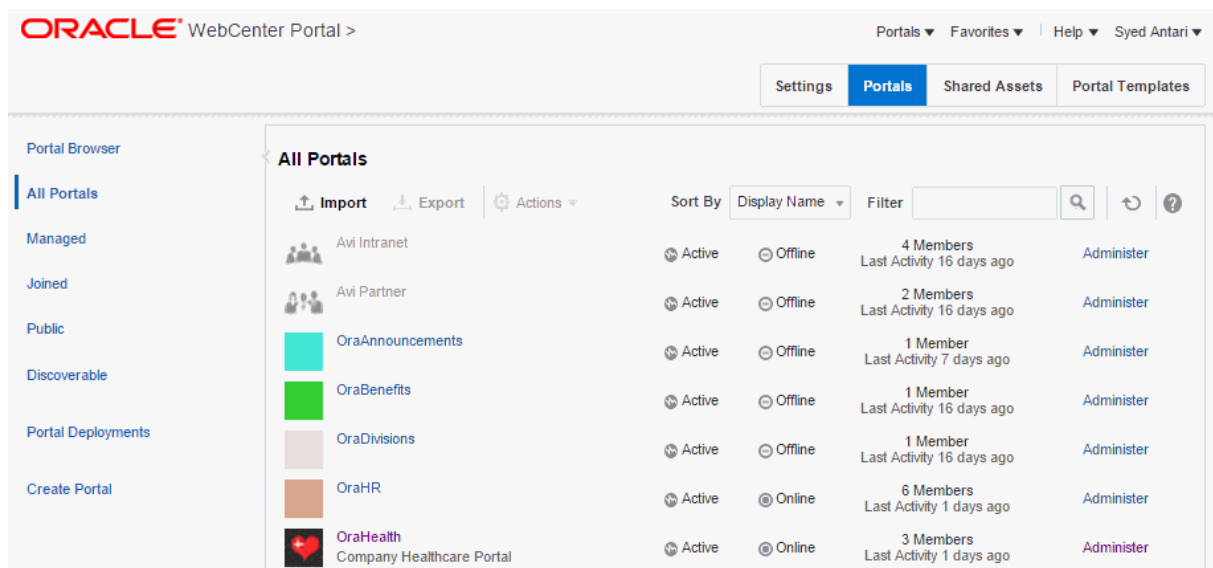 ORACLE WebCenter Portal >
Portals Favorites Help Syed Antari
Settings Portals Shared Assets Portal Templates
Portal Browser
All Portals
Managed
Joined
Public
Discoverable
Portal Deployments
Create Portal
All Portals
Import Export Actions Sort By Display Name Filter
Avi Intranet
Active Offline 4 Members Administer
Last Activity 16 days ago
Avi Partner
Active Offline 2 Members Administer
Last Activity 16 days ago
OraAnnouncements
Active Offline 1 Member Administer
Last Activity 7 days ago
OraBenefits
Active Offline 1 Member Administer
Last Activity 16 days ago
OraDivisions
Active Offline 1 Member Administer
Last Activity 16 days ago
OraHR
Active Online 6 Members Administer
Last Activity 1 days ago
OraHealth
Company Healthcare Portal
Active Online 3 Members Administer
Last Activity 1 days ago